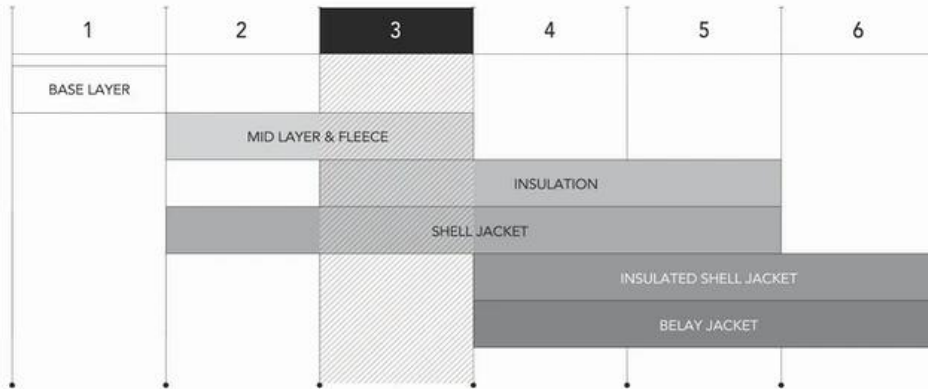 1 2 3 4 5 6
BASE LAYER
MID LAYER & FLEECE
INSULATION
SHELL JACKET
INSULATED SHELL JACKET
BELAY JACKET